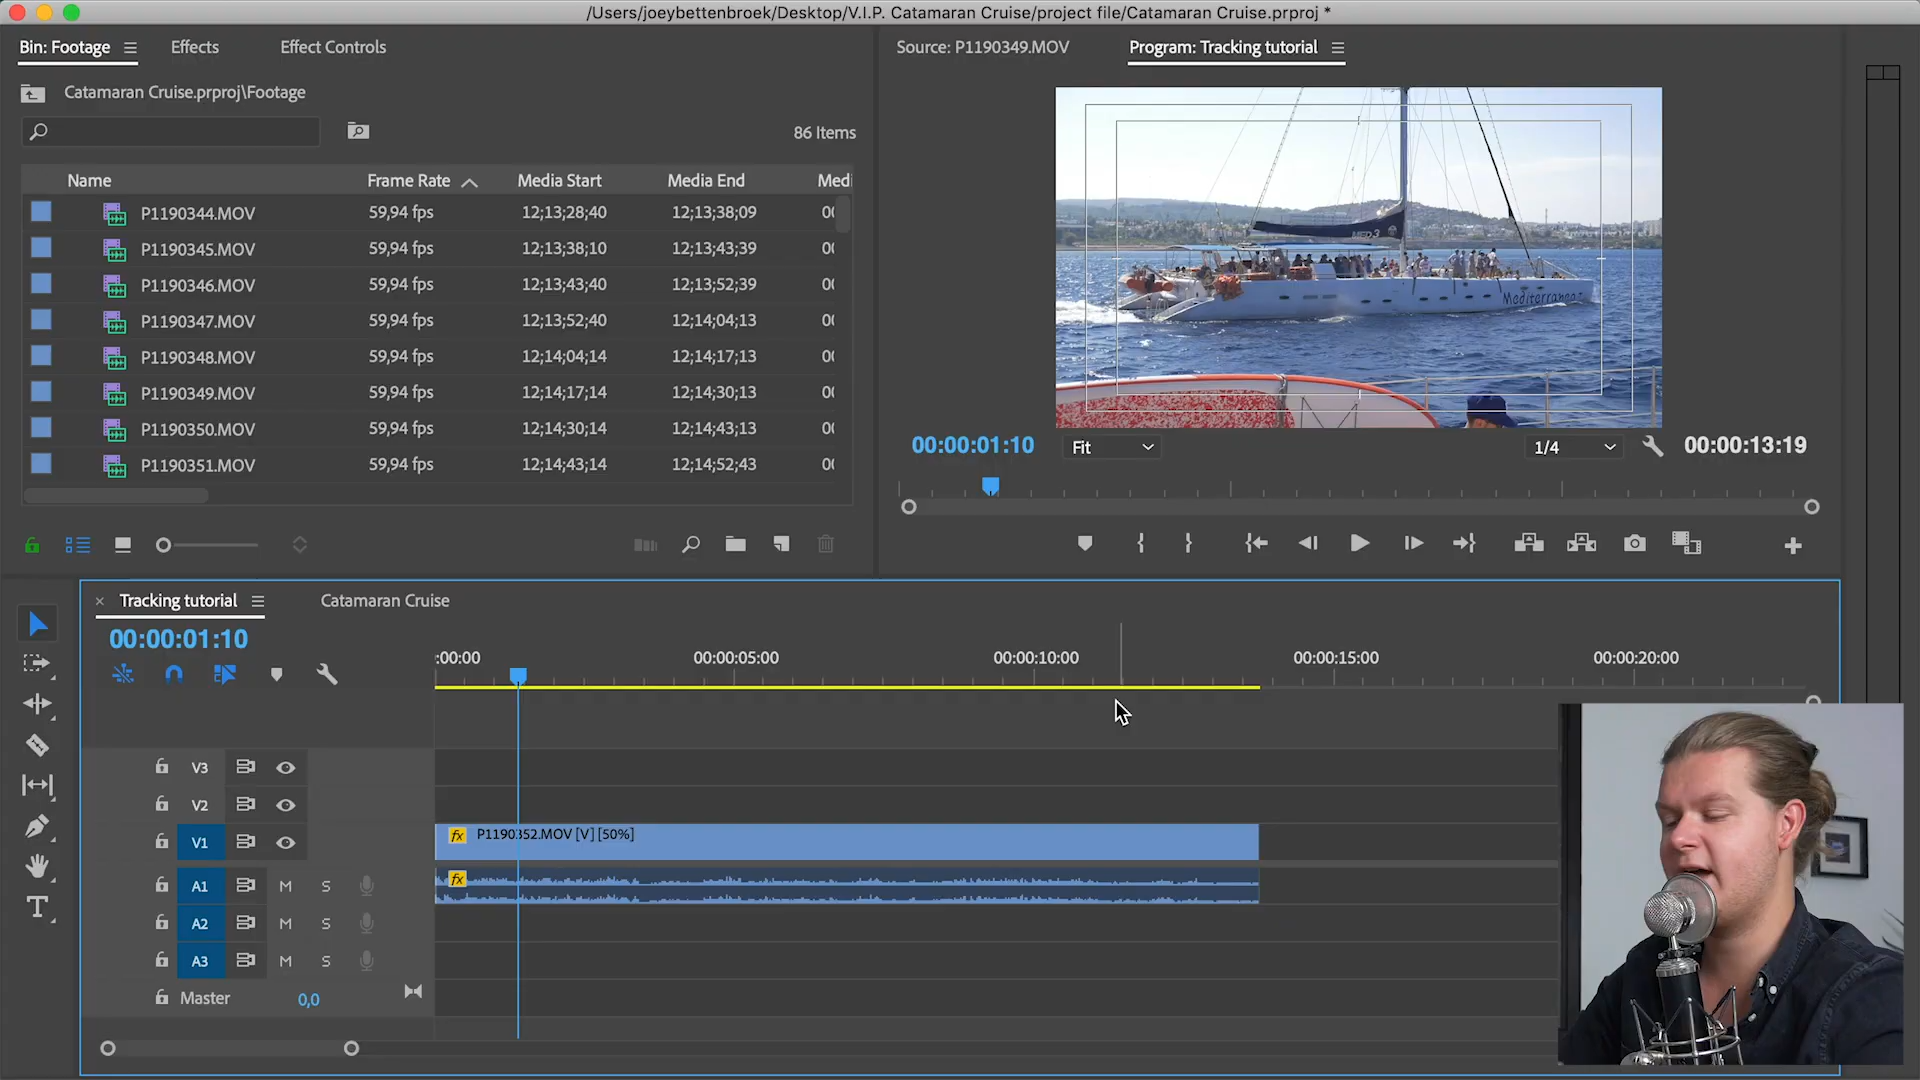 /Users/joeybettenbroek/Desktop/V.I.P. Catamaran Cruise/project file/Catamaran Cruise.prproj *
Bin: Footage Effects Effect Controls
Catamaran Cruise.prproj\Footage
86 Items
Name Frame Rate Media Start Media End Medi
P1190344.MOV 59,94 fps 12;13;28;40 12;13;38;09
P1190345.MOV 59,94 fps 12;13;38;10 12;13;43;39
P1190346.MOV 59,94 fps 12;13;43;40 12;13;52;39
P1190347.MOV 59,94 fps 12;13;52;40 12;14;04;13
P1190348.MOV 59,94 fps 12;14;04;14 12;14;17;13
P1190349.MOV 59,94 fps 12;14;17;14 12;14;30;13
P1190350.MOV 59,94 fps 12;14;30;14 12;14;43;13
P1190351.MOV 59,94 fps 12;14;43;14 12;14;52;43
Source: P1190349.MOV Program: Tracking tutorial
00:00:01:10 Fit 1/4 00:00:13:19
Tracking tutorial Catamaran Cruise
00:00:01:10
:00:00 00:00:05:00 00:00:10:00 00:00:15:00 00:00:20:00
V3
V2
V1 fx P1190352.MOV [V] [50%]
A1 M S fx
A2 M S
A3 M S
Master 0,0